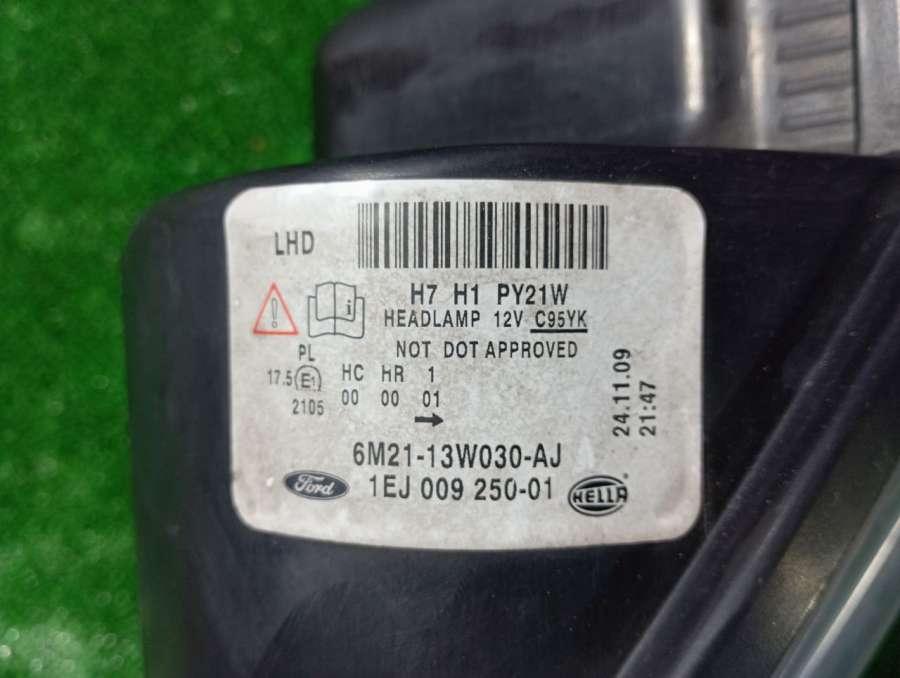 LHD
H7 H1 PY21W
HEADLAMP 12V C95YK
NOT DOT APPROVED
PL
17.5 E1 HC HR 1
2105 00 00 01
24.11.09
21:47
6M21-13W030-AJ
Ford 1EJ 009 250-01 HELLA